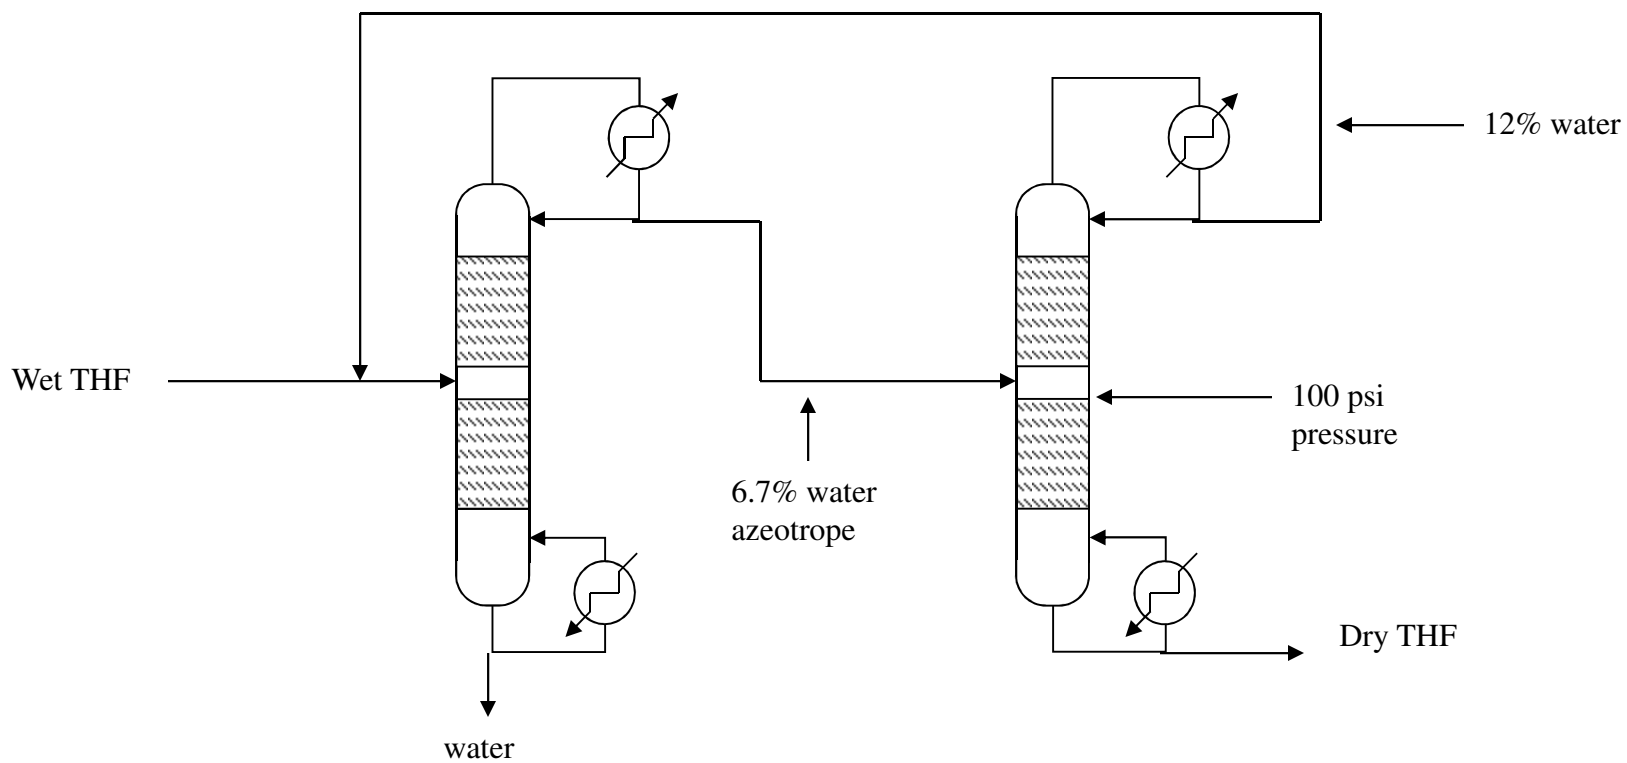 12% water
Wet THF
100 psi
pressure
6.7% water
azeotrope
Dry THF
water